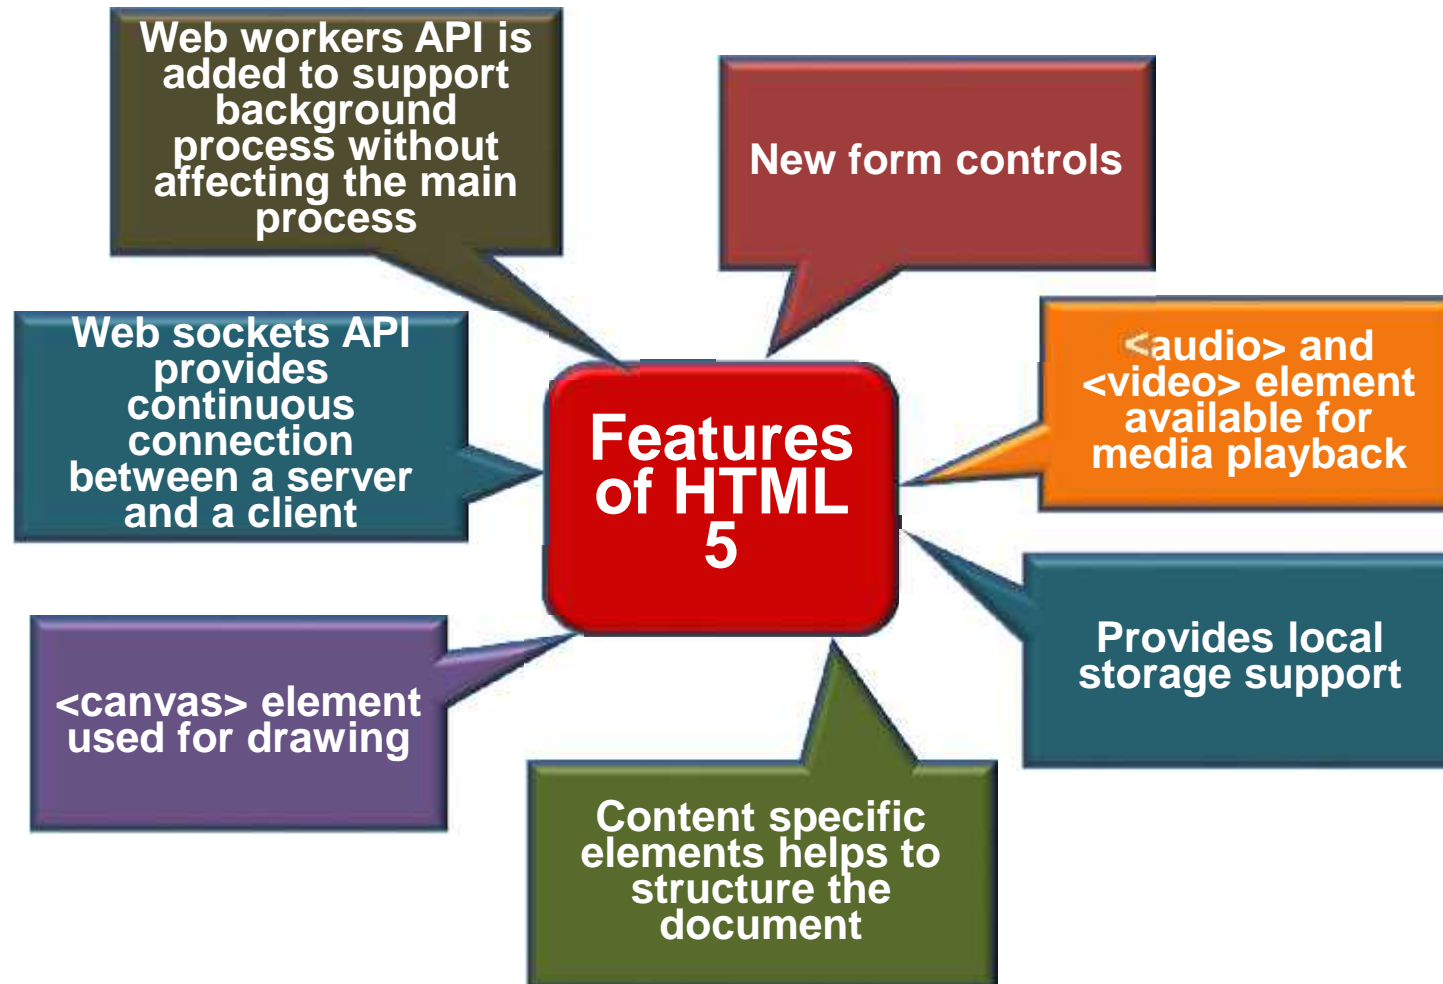 Web workers API is
added to support
background
process without
affecting the main
process
New form controls
Web sockets API
provides
continuous
connection
between a server
and a client
Features
of HTML
5
<audio> and
<video> element
available for
media playback
Provides local
storage support
<canvas> element
used for drawing
Content specific
elements helps to
structure the
document